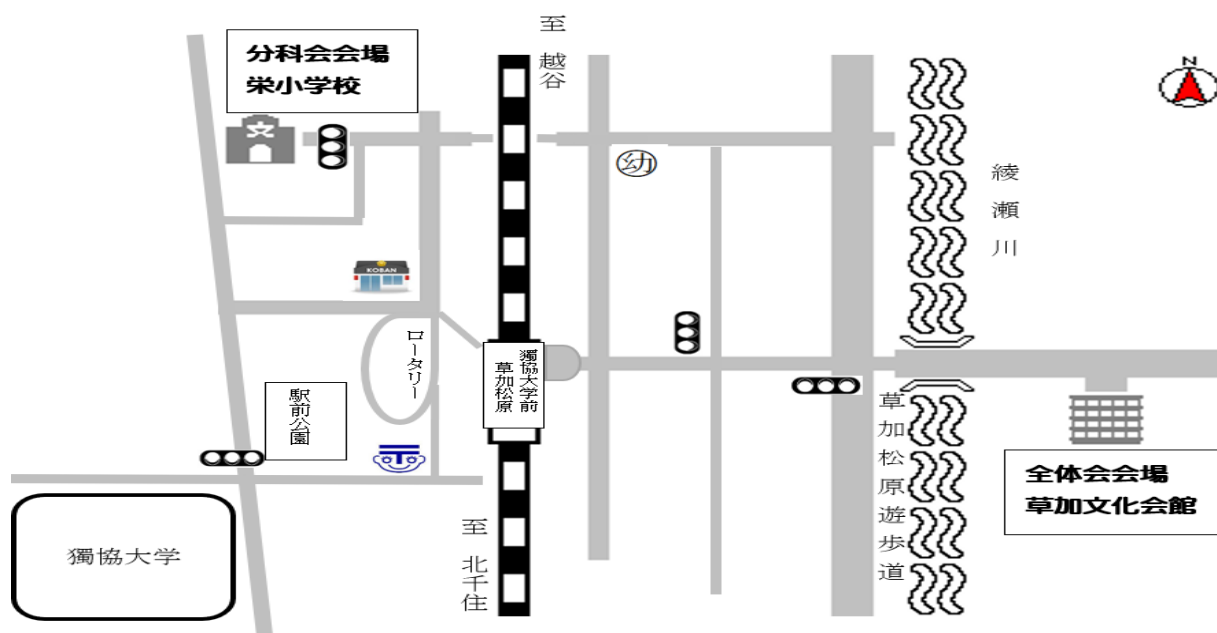 分科会会場
栄小学校
至 越谷
N
文
幼
綾瀬川
KOBAN
ロータリー
獨協大学前
草加松原
駅前公園
草加松原遊歩道
全体会会場
草加文化会館
獨協大学
至 北千住